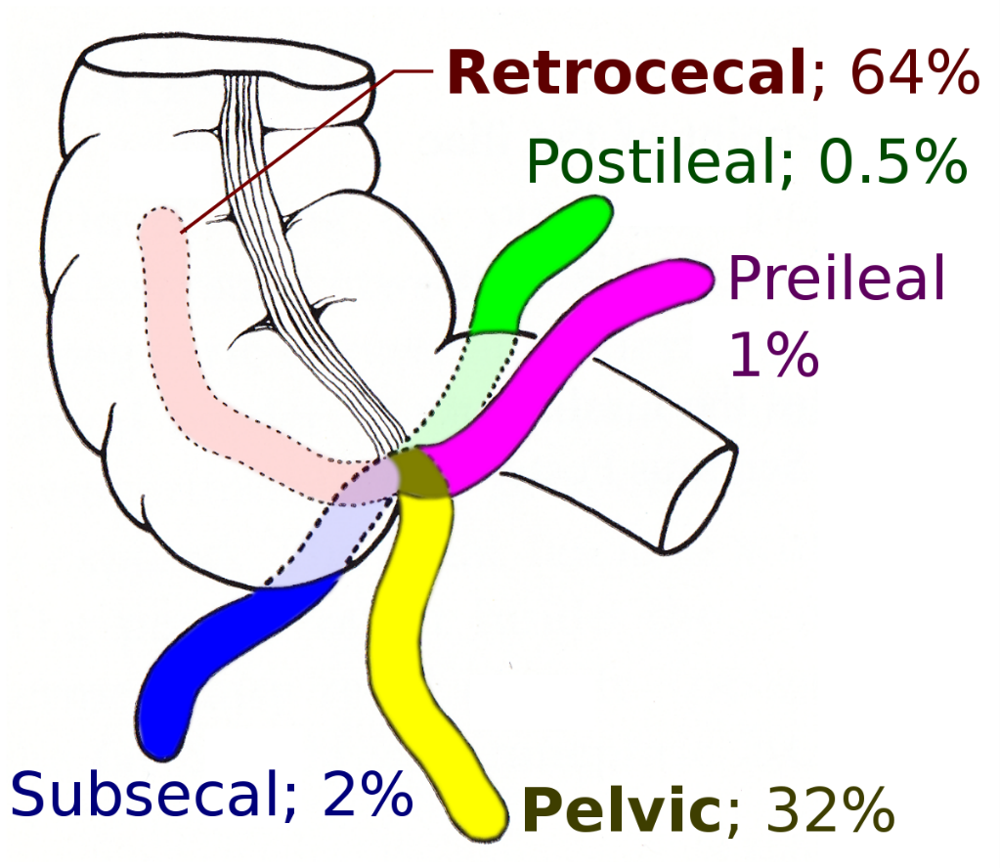 Retrocecal; 64%
Postileal; 0.5%
Preileal
1%
Subsecal; 2%
Pelvic; 32%